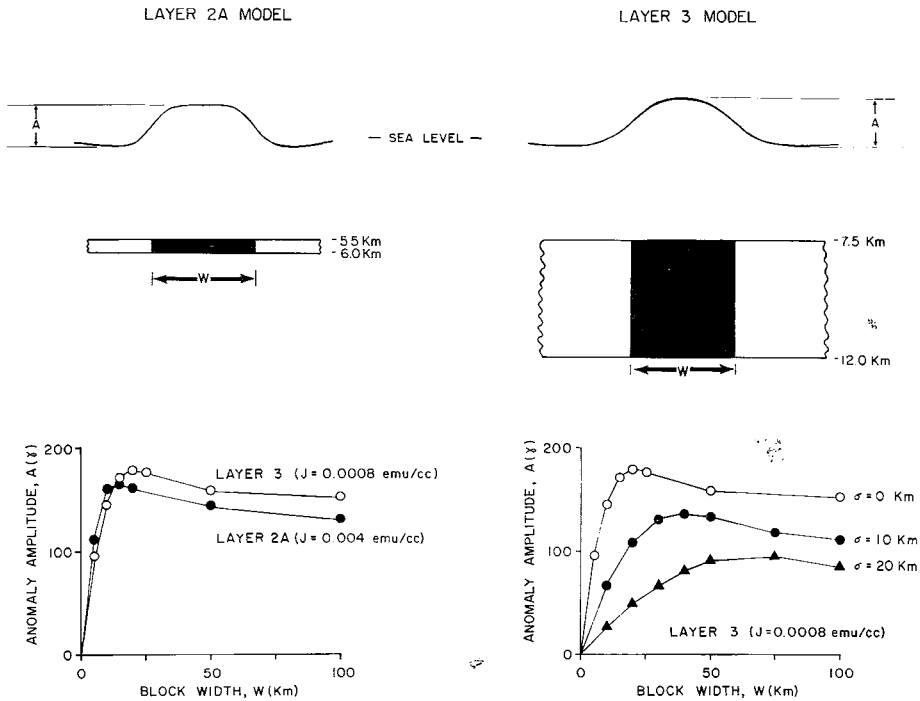 LAYER 2A MODEL
LAYER 3 MODEL
A
— SEA LEVEL —
A
-5.5 Km
-6.0 Km
W
-7.5 Km
-12.0 Km
W
200
100
0
ANOMALY AMPLITUDE, A(γ)
LAYER 3 (J = 0.0008 emu/cc)
LAYER 2A (J = 0.004 emu/cc)
0 50 100
BLOCK WIDTH, W (Km)
200
100
0
ANOMALY AMPLITUDE, A(γ)
σ = 0 Km
σ = 10 Km
σ = 20 Km
LAYER 3 (J=0.0008 emu/cc)
0 25 50 100
BLOCK WIDTH, W (Km)